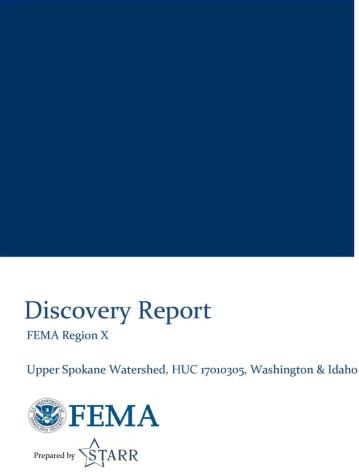 Discovery Report
FEMA Region X
Upper Spokane Watershed, HUC 17010305, Washington & Idaho
FEMA
Prepared by STARR